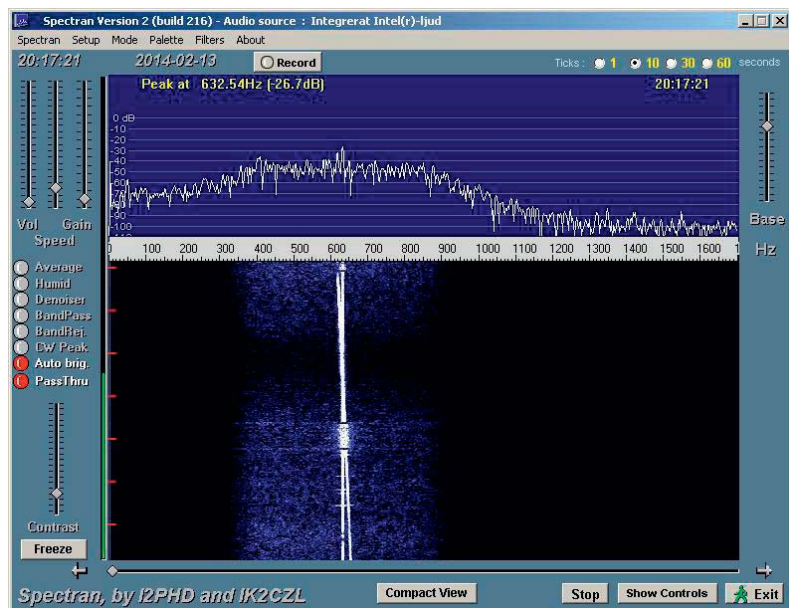 Spectran Version 2 (build 216) - Audio source : Integrerat Intel(r)-ljud
Spectran Setup Mode Palette Filters About
20:17:21 2014-02-13 Record Ticks : 1 10 30 60 seconds
Peak at 632.54Hz (-26.7dB) 20:17:21
0 dB
-10
-20
-30
-40
-50
-60
-70
-80
-90
-100
Vol Gain
Speed
Base
0 100 200 300 400 500 600 700 800 900 1000 1100 1200 1300 1400 1500 1600 1
Hz
Average
Humid
Denoiser
BandPass
BandRej.
CW Peak
Auto brig.
PassThru
Contrast
Freeze
Spectran, by I2PHD and IK2CZL
Compact View Stop Show Controls Exit